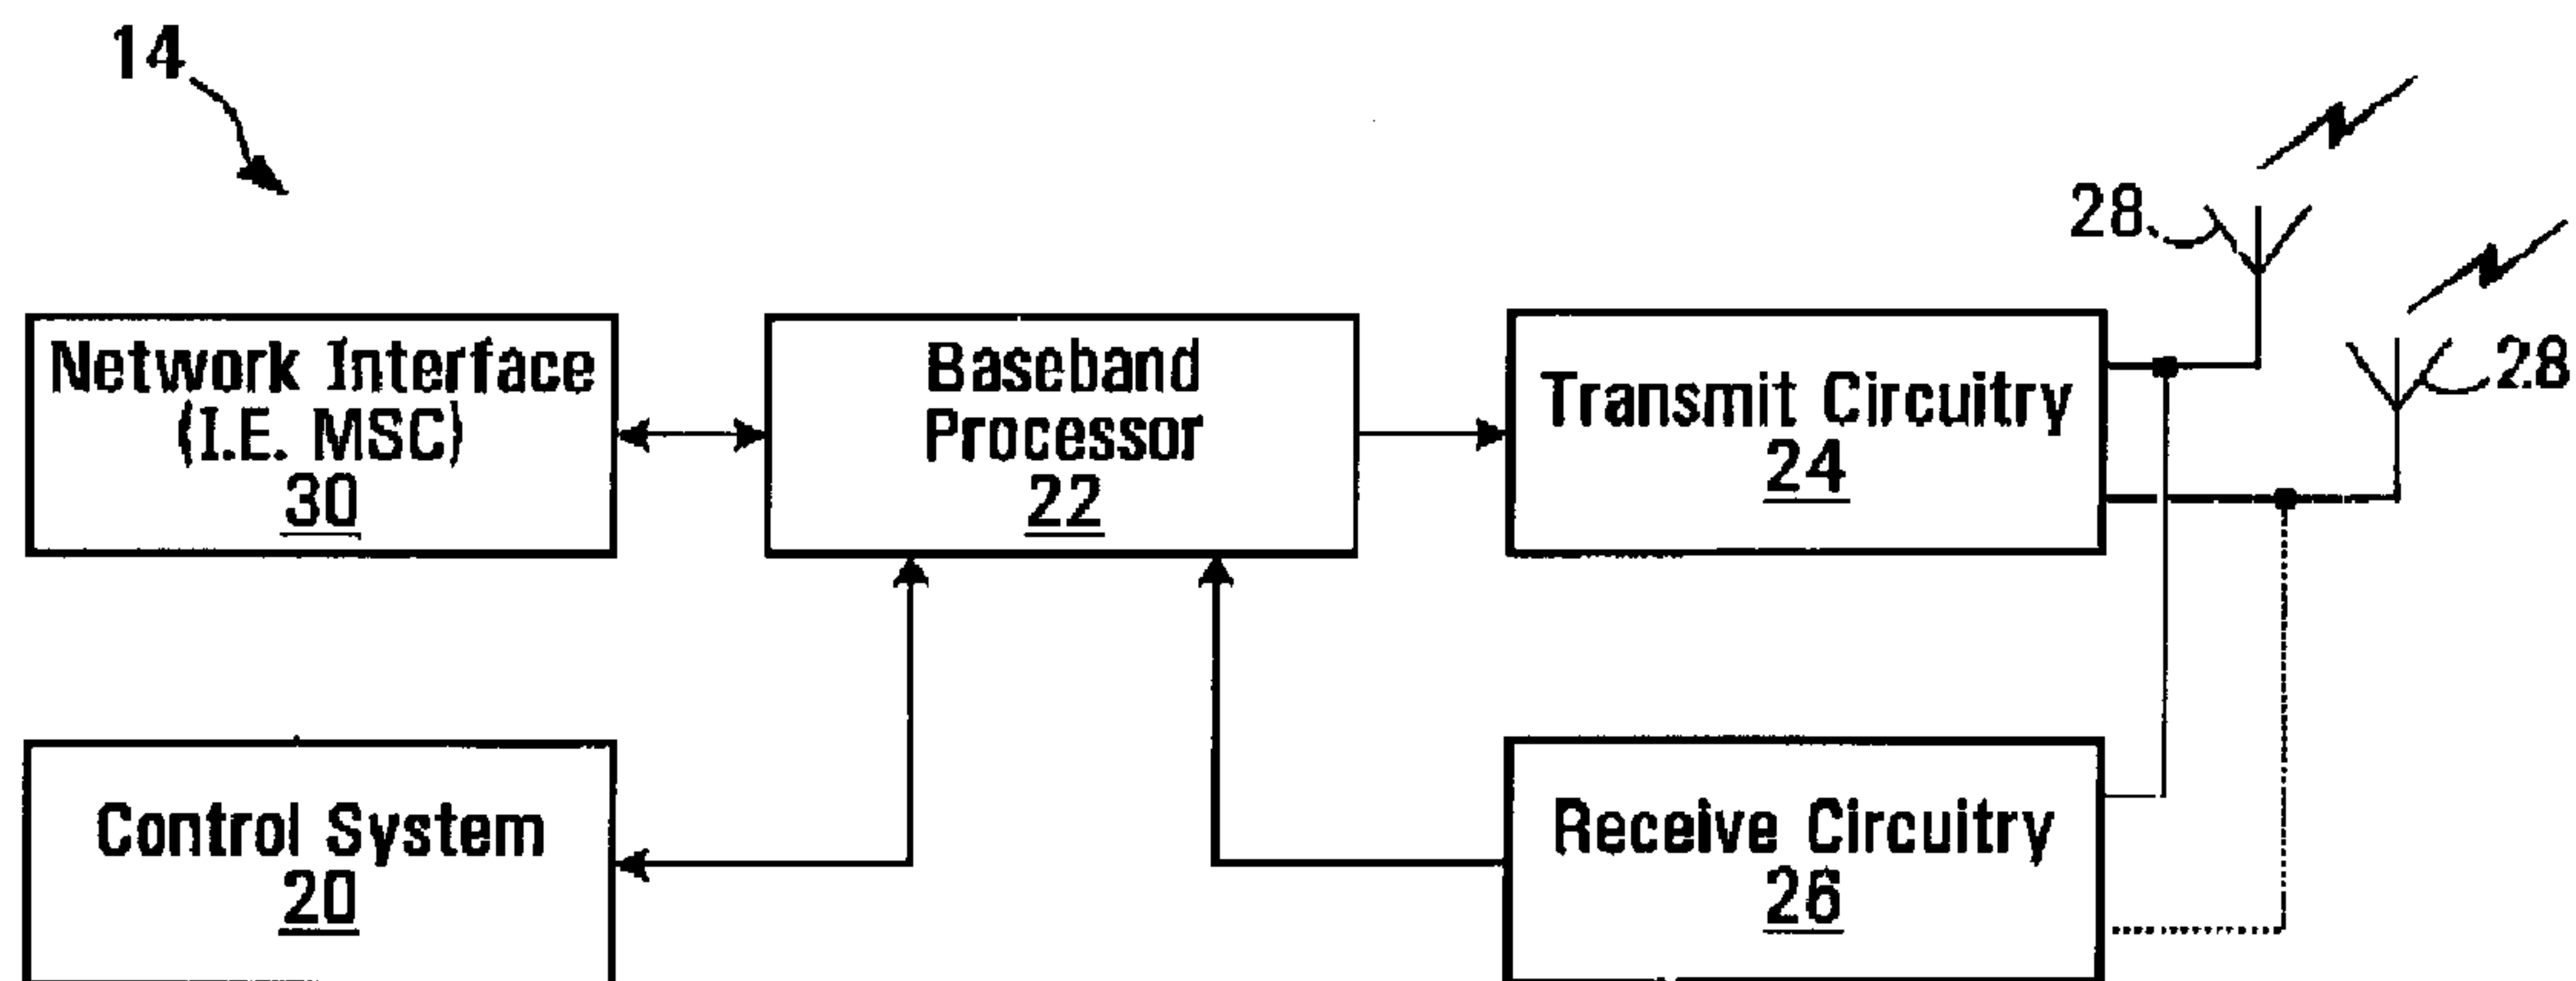 14
28
28
Network Interface
(I.E. MSC)
30
Baseband
Processor
22
Transmit Circuitry
24
Control System
20
Receive Circuitry
26